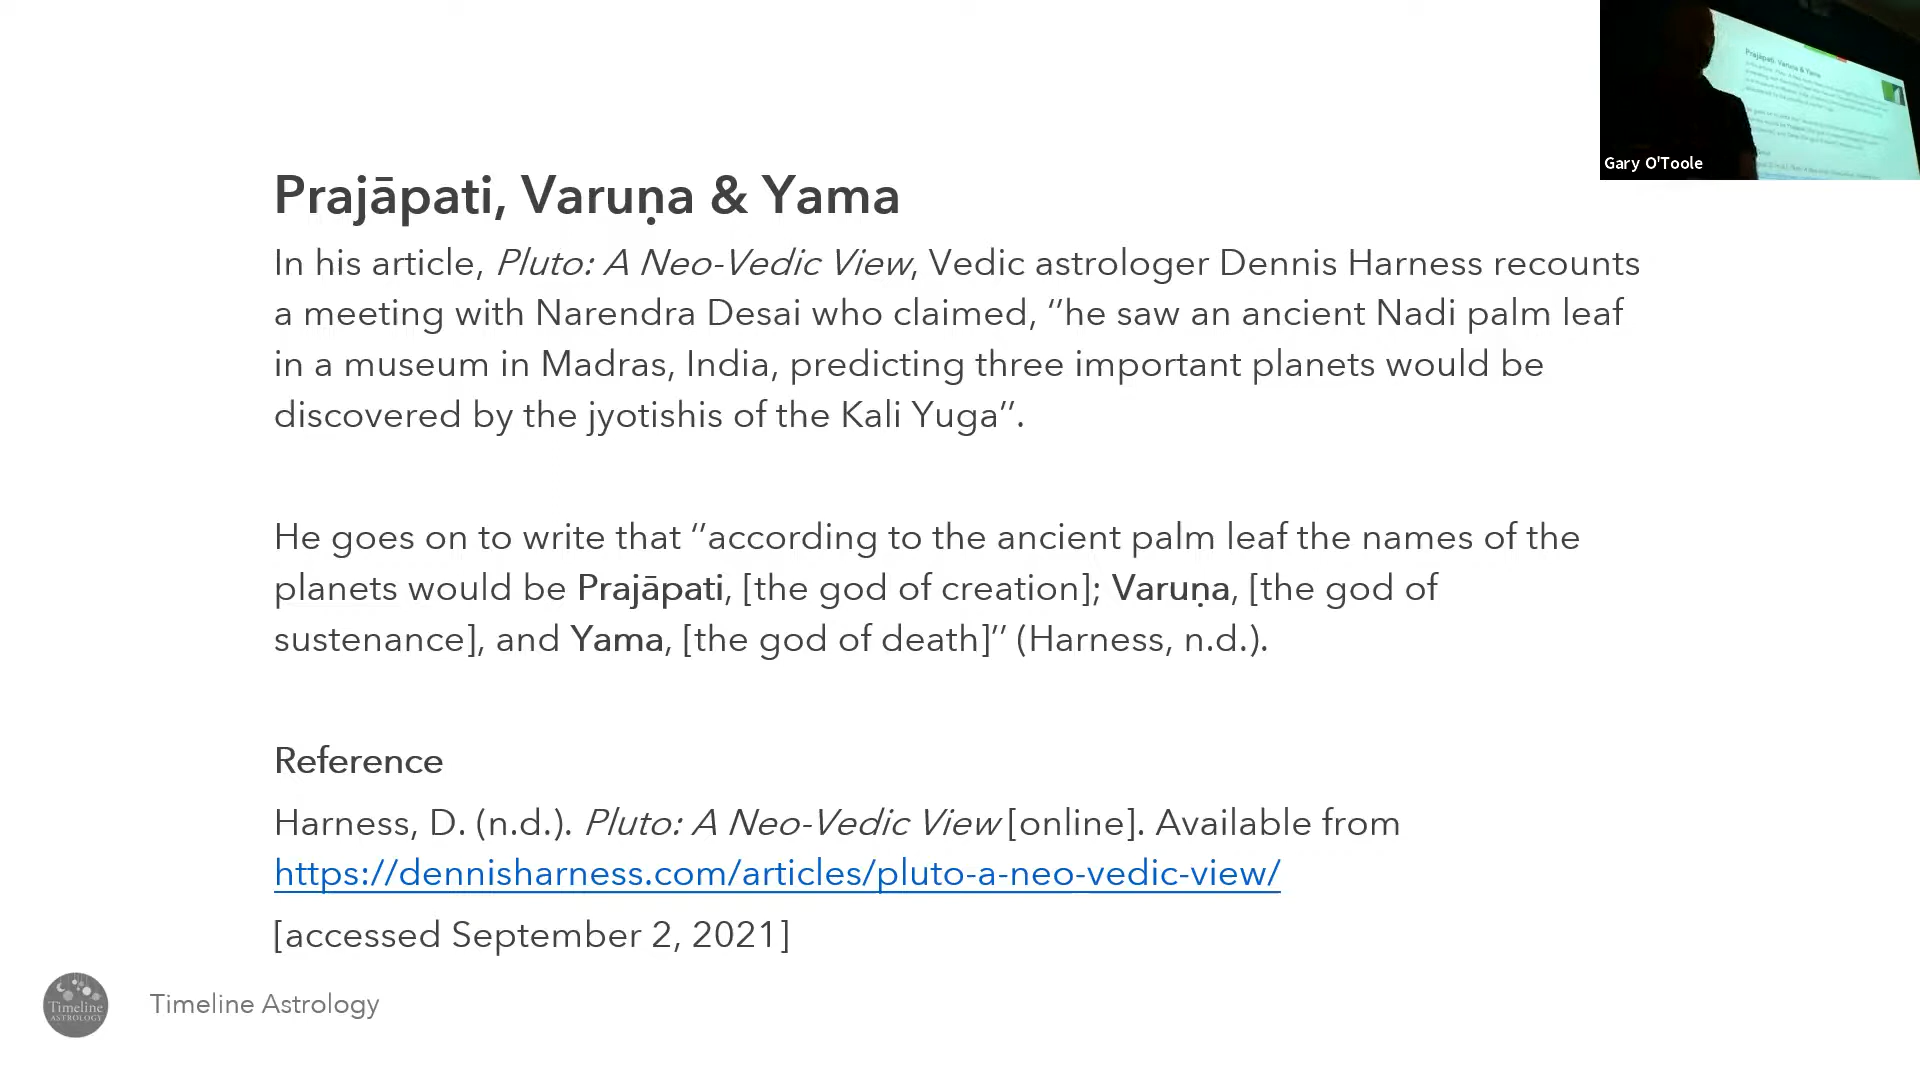 Gary O'Toole
Prajāpati, Varuṇa & Yama
In his article, Pluto: A Neo-Vedic View, Vedic astrologer Dennis Harness recounts
a meeting with Narendra Desai who claimed, “he saw an ancient Nadi palm leaf
in a museum in Madras, India, predicting three important planets would be
discovered by the jyotishis of the Kali Yuga”.
He goes on to write that “according to the ancient palm leaf the names of the
planets would be Prajāpati, [the god of creation]; Varuṇa, [the god of
sustenance], and Yama, [the god of death]” (Harness, n.d.).
Reference
Harness, D. (n.d.). Pluto: A Neo-Vedic View [online]. Available from
https://dennisharness.com/articles/pluto-a-neo-vedic-view/
[accessed September 2, 2021]
Timeline
ASTROLOGY
Timeline Astrology